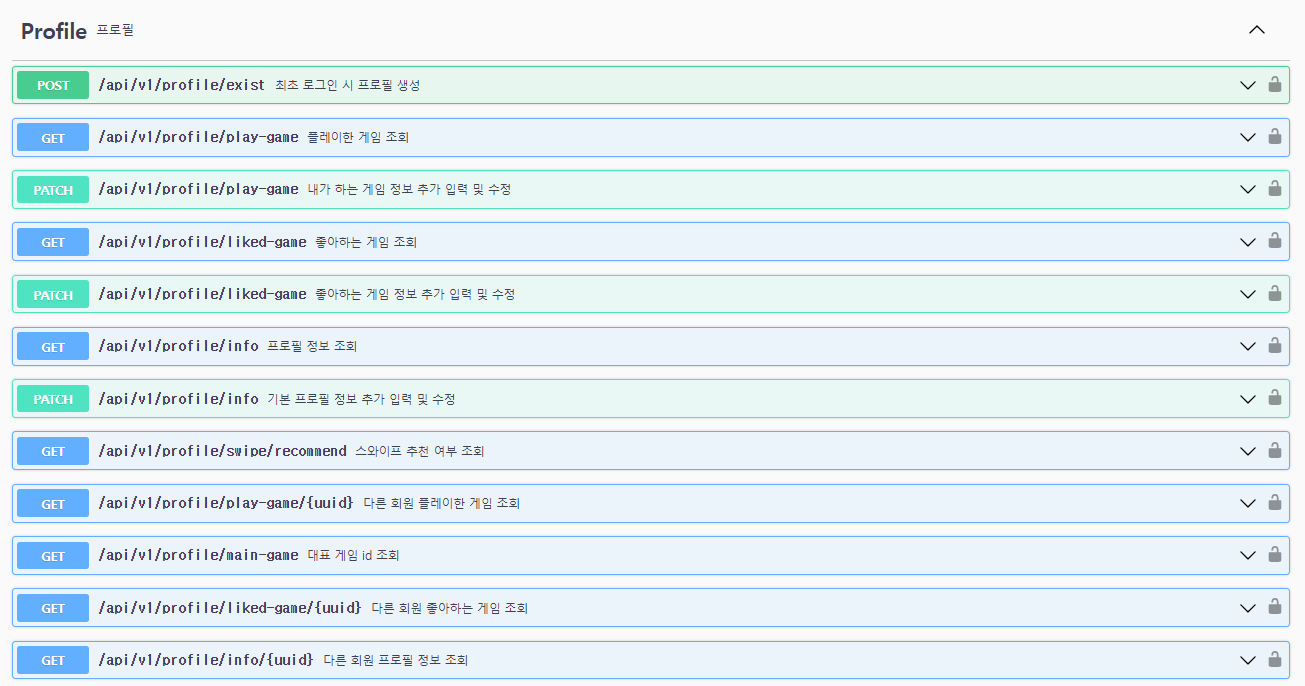 Profile 프로필
POST /api/v1/profile/exist 최초 로그인 시 프로필 생성
GET /api/v1/profile/play-game 플레이한 게임 조회
PATCH /api/v1/profile/play-game 내가 하는 게임 정보 추가 입력 및 수정
GET /api/v1/profile/liked-game 좋아하는 게임 조회
PATCH /api/v1/profile/liked-game 좋아하는 게임 정보 추가 입력 및 수정
GET /api/v1/profile/info 프로필 정보 조회
PATCH /api/v1/profile/info 기본 프로필 정보 추가 입력 및 수정
GET /api/v1/profile/swipe/recommend 스와이프 추천 여부 조회
GET /api/v1/profile/play-game/{uuid} 다른 회원 플레이한 게임 조회
GET /api/v1/profile/main-game 대표 게임 id 조회
GET /api/v1/profile/liked-game/{uuid} 다른 회원 좋아하는 게임 조회
GET /api/v1/profile/info/{uuid} 다른 회원 프로필 정보 조회